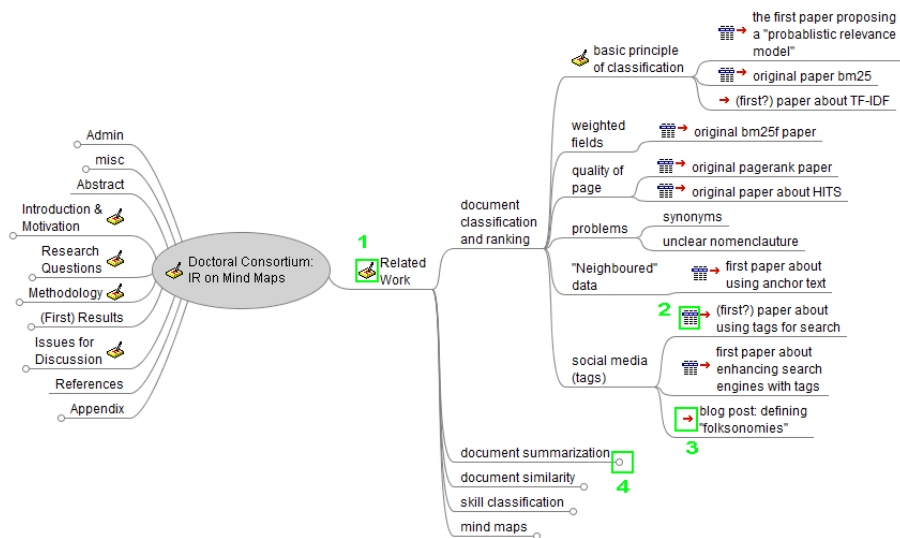 Admin
misc
Abstract
Introduction &
Motivation
Research
Questions
Methodology
(First) Results
Issues for
Discussion
References
Appendix
Doctoral Consortium:
IR on Mind Maps
1
Related
Work
document
classification
and ranking
basic principle
of classification
the first paper proposing
a "probablistic relevance
model"
original paper bm25
(first?) paper about TF-IDF
weighted
fields
original bm25f paper
quality of
page
original pagerank paper
original paper about HITS
problems
synonyms
unclear nomenclauture
"Neighboured"
data
first paper about
using anchor text
social media
(tags)
2
(first?) paper about
using tags for search
first paper about
enhancing search
engines with tags
blog post: defining
"folksonomies"
3
document summarization
4
document similarity
skill classification
mind maps